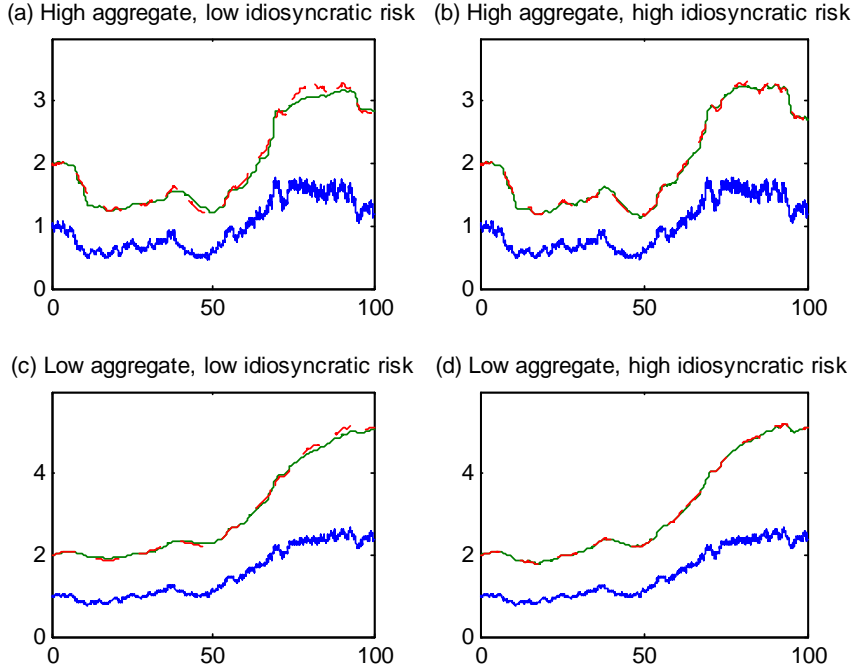 (a) High aggregate, low idiosyncratic risk
3
2
1
0
0 50 100
(b) High aggregate, high idiosyncratic risk
3
2
1
0
0 50 100
(c) Low aggregate, low idiosyncratic risk
4
2
0
0 50 100
(d) Low aggregate, high idiosyncratic risk
4
2
0
0 50 100